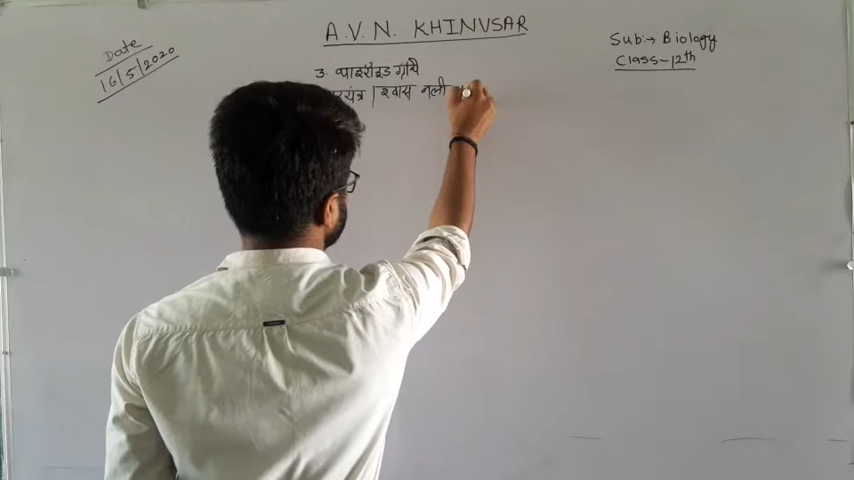 A.V.N. KHINVSAR
Date
16/5/2020
Sub:→ Biology
Class-12th
3. थाइरॉइड ग्रंथि
यंत्र | श्वास नली